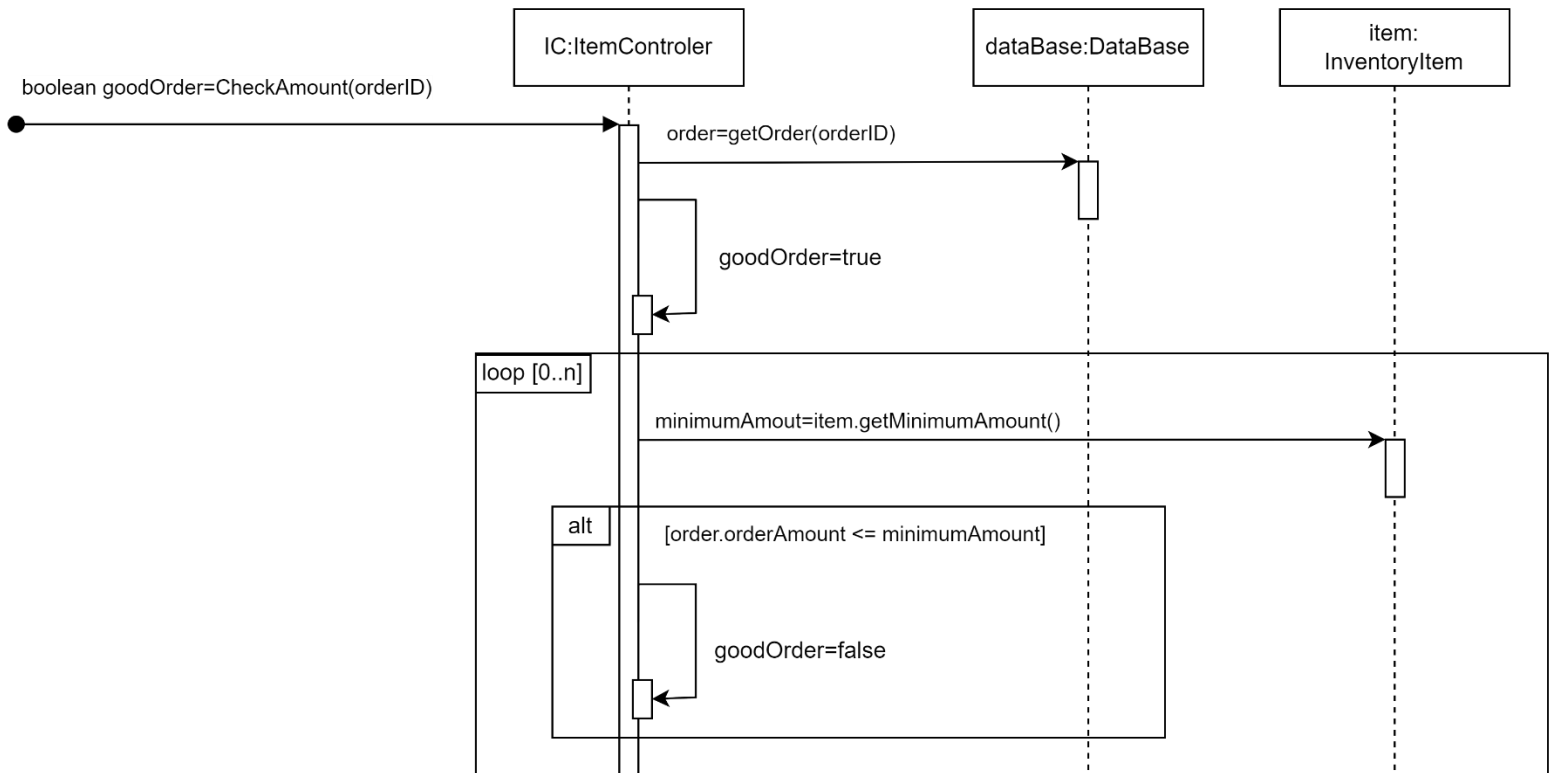 IC:ItemControler
dataBase:DataBase
item:
InventoryItem
boolean goodOrder=CheckAmount(orderID)
order=getOrder(orderID)
goodOrder=true
loop [0..n]
minimumAmout=item.getMinimumAmount()
alt
[order.orderAmount <= minimumAmount]
goodOrder=false